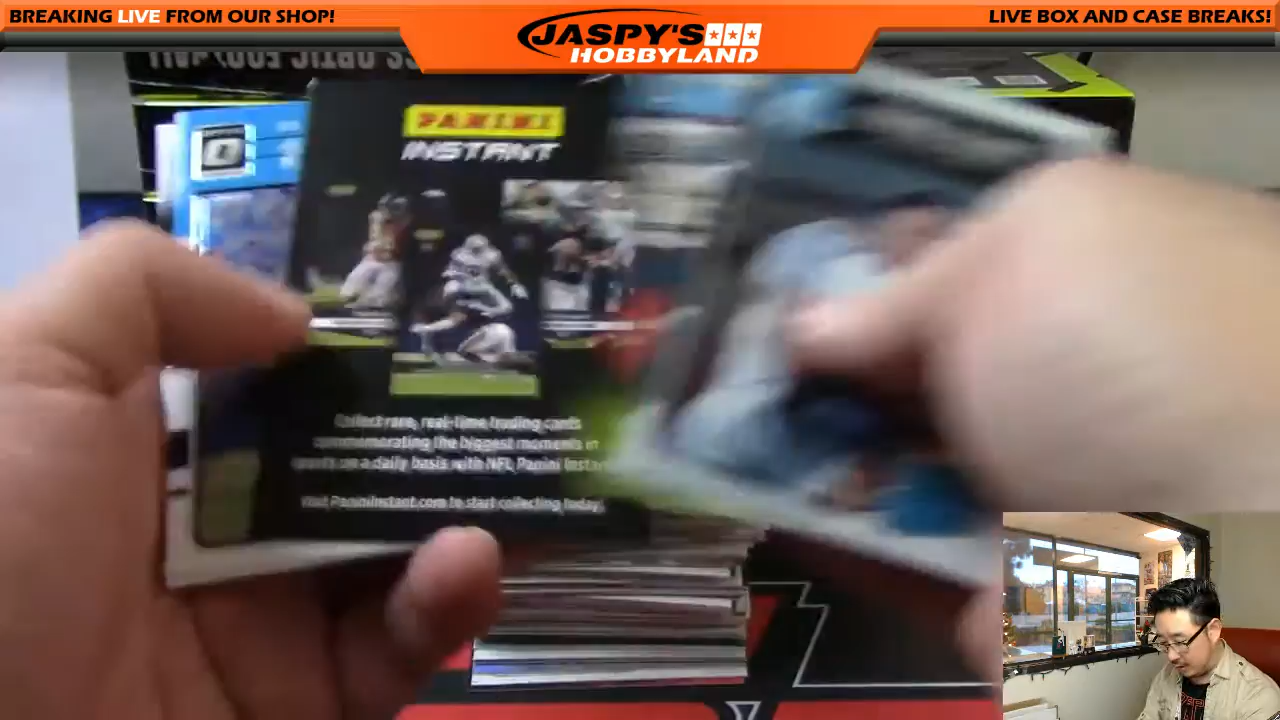 BREAKING LIVE FROM OUR SHOP!
JASPY'S
HOBBYLAND
LIVE BOX AND CASE BREAKS!
PANINI
INSTANT
Collect rare, real-time trading cards
commemorating the biggest moments in
sports on a daily basis with NFL Panini
Visit PaniniInstant.com to start collecting today.